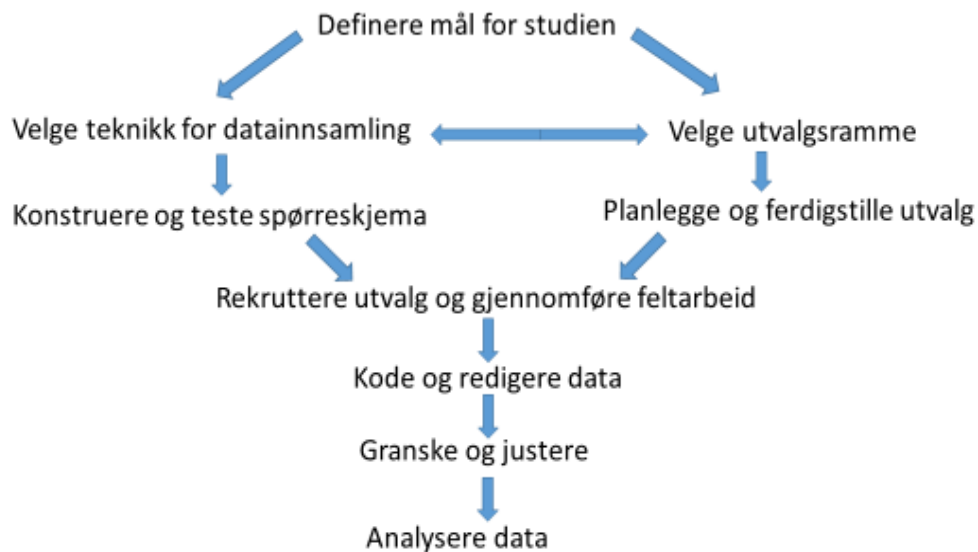 Definere mål for studien
Velge teknikk for datainnsamling
Velge utvalgsramme
Konstruere og teste spørreskjema
Planlegge og ferdigstille utvalg
Rekruttere utvalg og gjennomføre feltarbeid
Kode og redigere data
Granske og justere
Analysere data